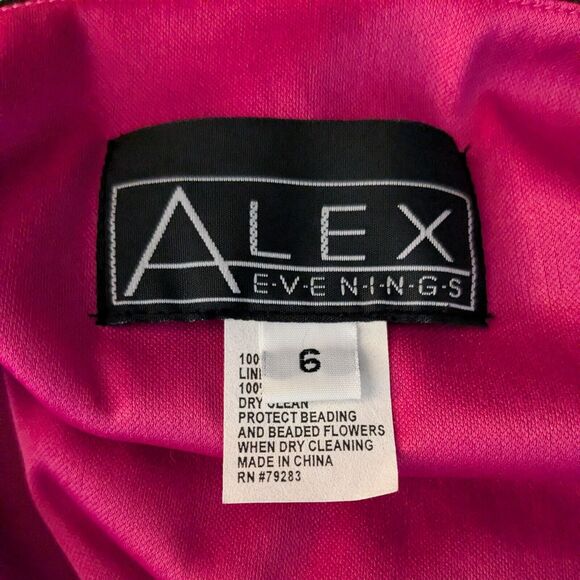 ALEX
E·V·E·N·I·N·G·S
6
100
LIN
100%
DRY CLEAN
PROTECT BEADING
AND BEADED FLOWERS
WHEN DRY CLEANING
MADE IN CHINA
RN #79283